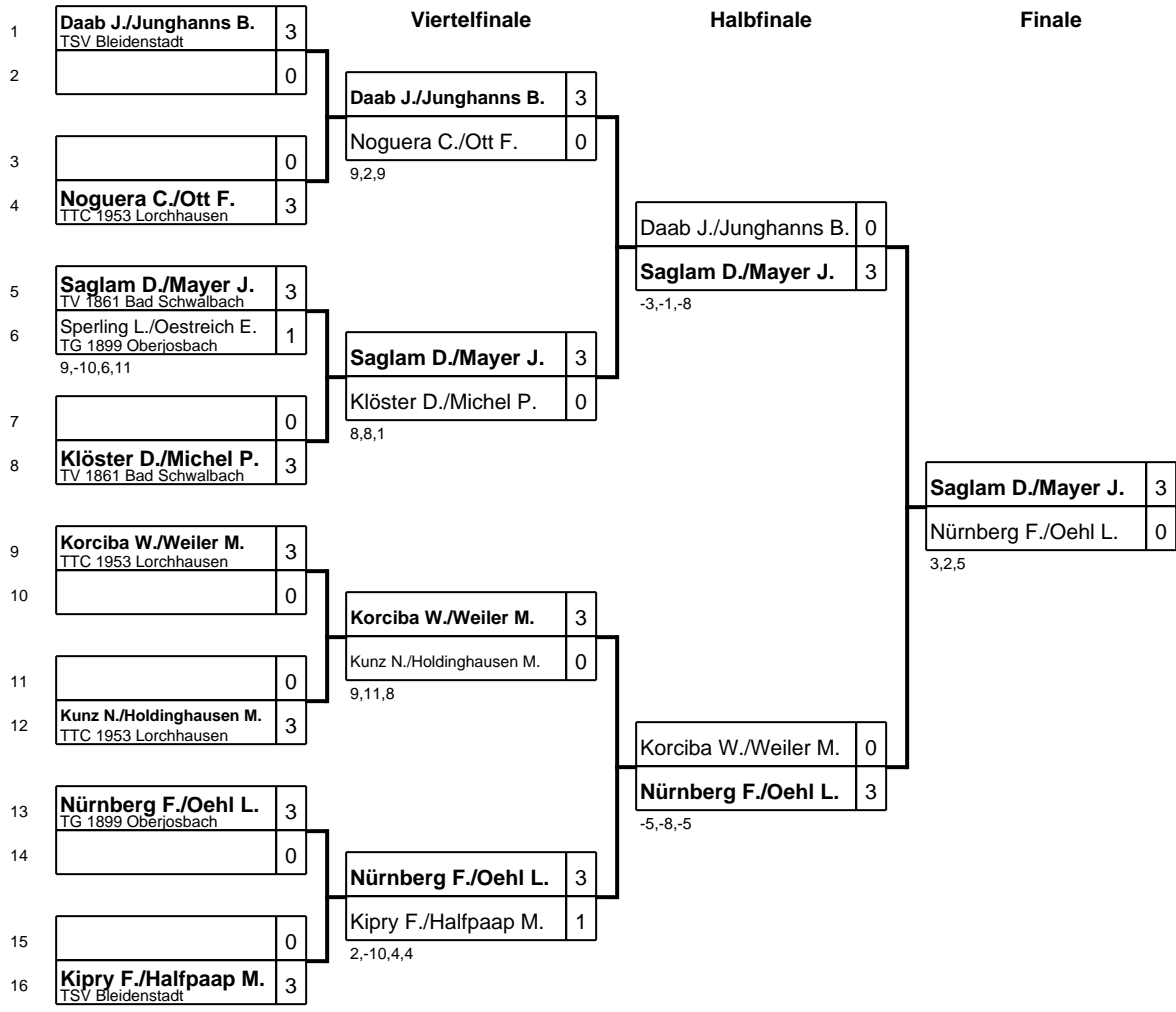 Viertelfinale
Halbfinale
Finale
1
Daab J./Junghanns B. 3
TSV Bleidenstadt
2
0
3
0
4
Noguera C./Ott F. 3
TTC 1953 Lorchhausen
5
Saglam D./Mayer J. 3
TV 1861 Bad Schwalbach
6
Sperling L./Oestreich E. 1
TG 1899 Oberjosbach
9,-10,6,11
7
0
8
Klöster D./Michel P. 3
TV 1861 Bad Schwalbach
9
Korciba W./Weiler M. 3
TTC 1953 Lorchhausen
10
0
11
0
12
Kunz N./Holdinghausen M. 3
TTC 1953 Lorchhausen
13
Nürnberg F./Oehl L. 3
TG 1899 Oberjosbach
14
0
15
0
16
Kipry F./Halfpaap M. 3
TSV Bleidenstadt
Daab J./Junghanns B. 3
Noguera C./Ott F. 0
9,2,9
Saglam D./Mayer J. 3
Klöster D./Michel P. 0
8,8,1
Korciba W./Weiler M. 3
Kunz N./Holdinghausen M. 0
9,11,8
Nürnberg F./Oehl L. 3
Kipry F./Halfpaap M. 1
2,-10,4,4
Daab J./Junghanns B. 0
Saglam D./Mayer J. 3
-3,-1,-8
Korciba W./Weiler M. 0
Nürnberg F./Oehl L. 3
-5,-8,-5
Saglam D./Mayer J. 3
Nürnberg F./Oehl L. 0
3,2,5